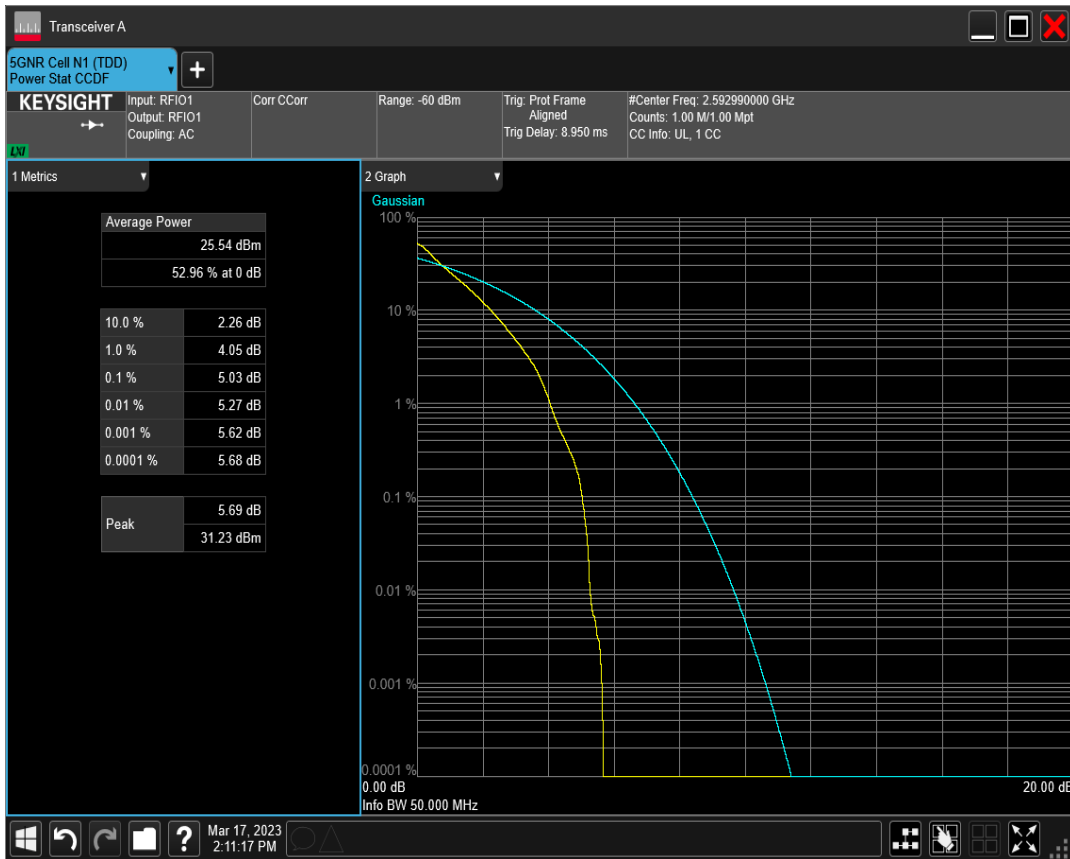 Transceiver A
5GNR Cell N1 (TDD)
Power Stat CCDF
KEYSIGHT
LXI
Input: RFIO1
Output: RFIO1
Coupling: AC
Corr CCorr
Range: -60 dBm
Trig: Prot Frame
Aligned
Trig Delay: 8.950 ms
#Center Freq: 2.592990000 GHz
Counts: 1.00 M/1.00 Mpt
CC Info: UL, 1 CC
1 Metrics
Average Power
25.54 dBm
52.96 % at 0 dB
10.0 % 2.26 dB
1.0 % 4.05 dB
0.1 % 5.03 dB
0.01 % 5.27 dB
0.001 % 5.62 dB
0.0001 % 5.68 dB
Peak
5.69 dB
31.23 dBm
2 Graph
Gaussian
100 %
10 %
1 %
0.1 %
0.01 %
0.001 %
0.0001 %
0.00 dB
20.00 dB
Info BW 50.000 MHz
?
Mar 17, 2023
2:11:17 PM